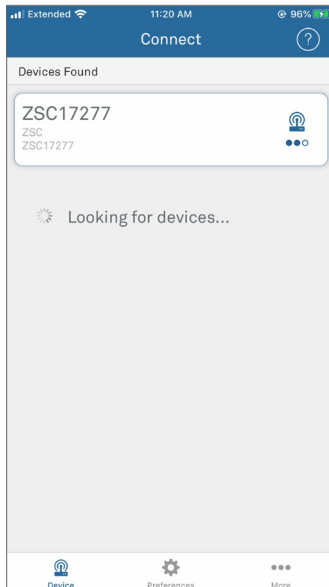 Extended 11:20 AM 96%
Connect ?
Devices Found
ZSC17277
ZSC
ZSC17277
Looking for devices...
Device Preferences More